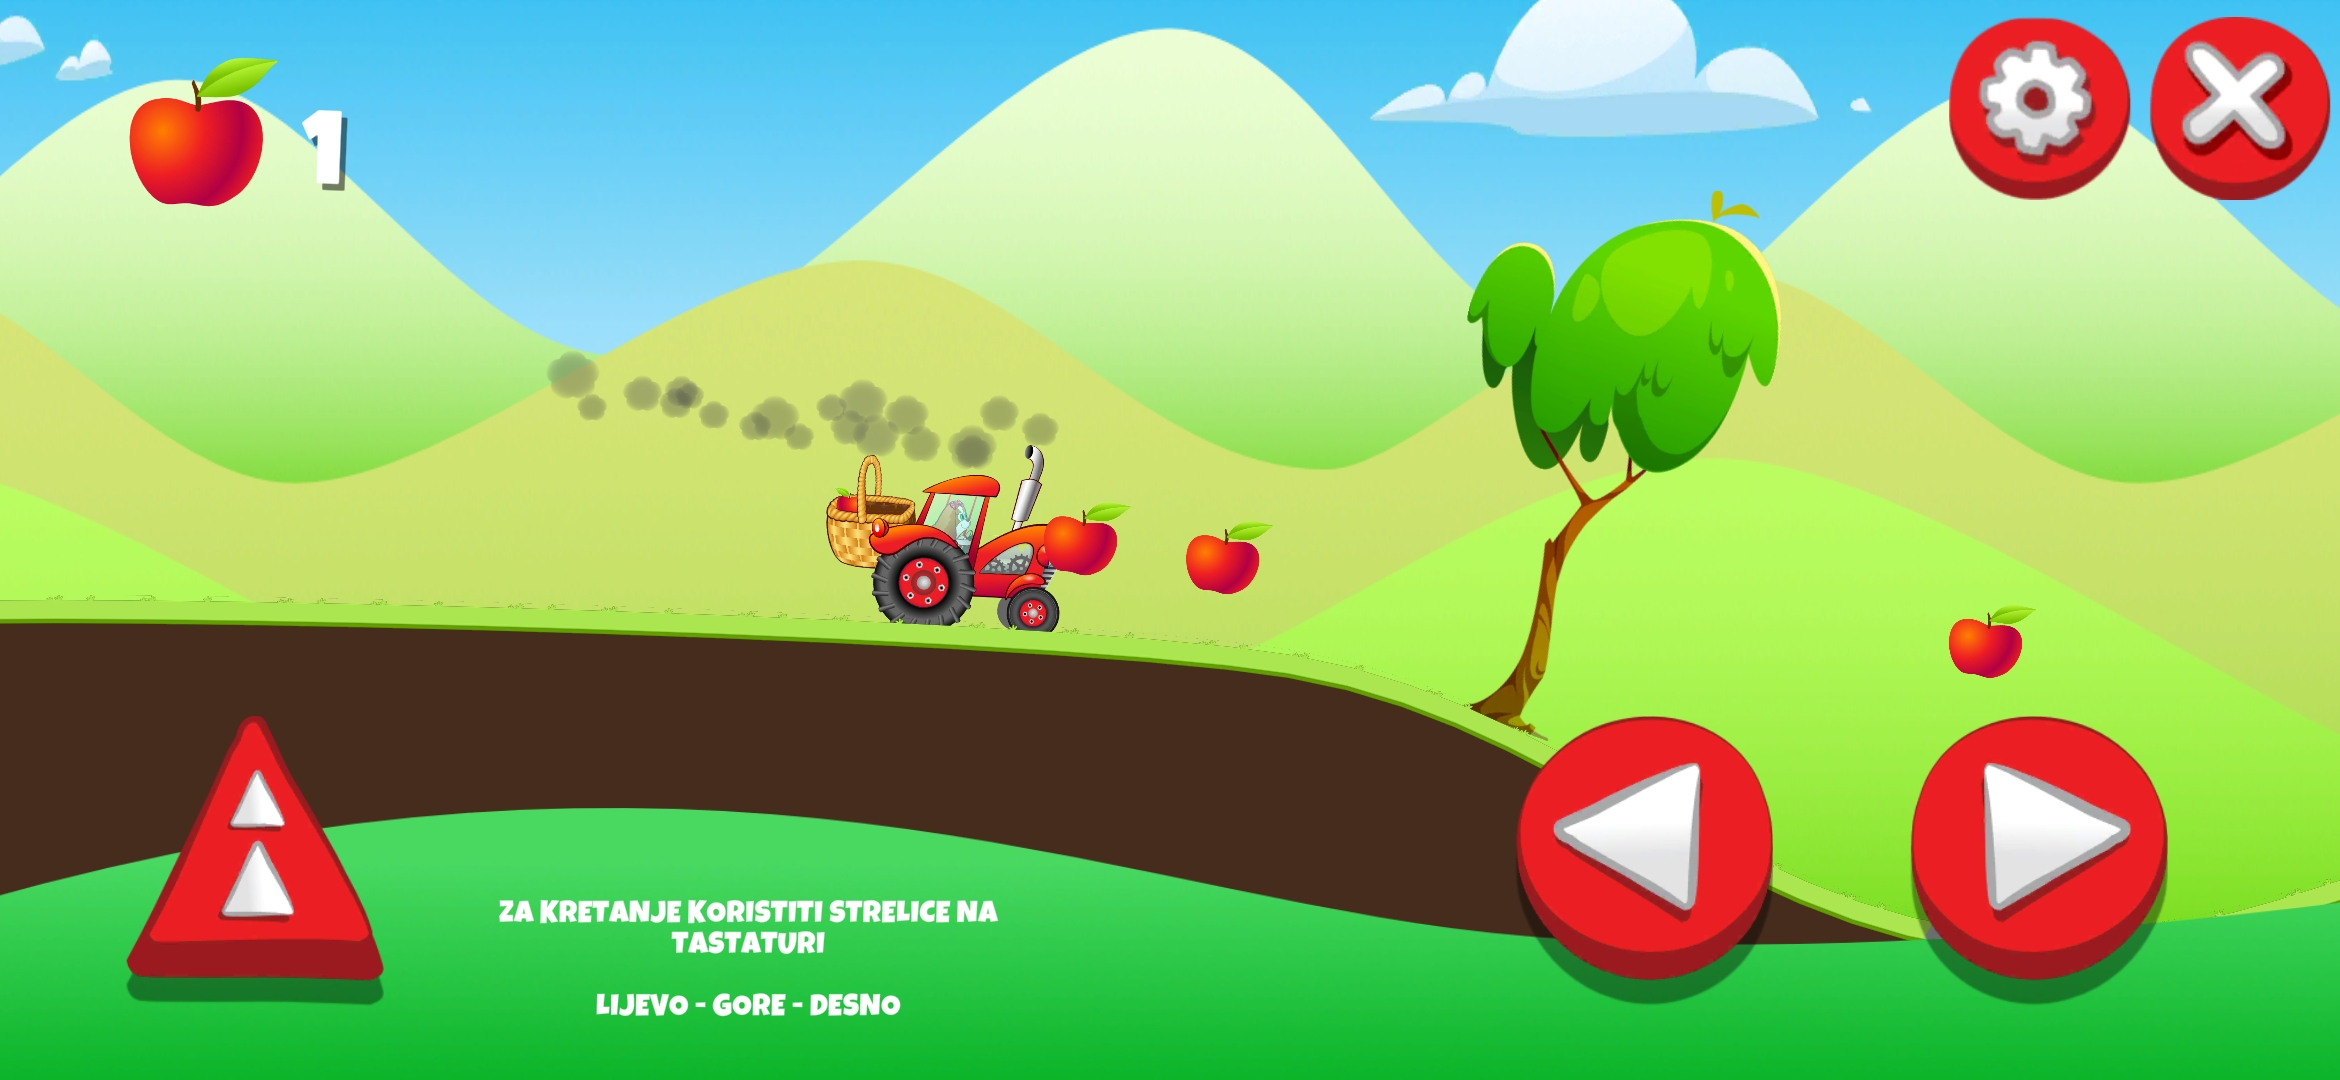 1
ZA KRETANJE KORISTITI STRELICE NA
TASTATURI
LIJEVO - GORE - DESNO